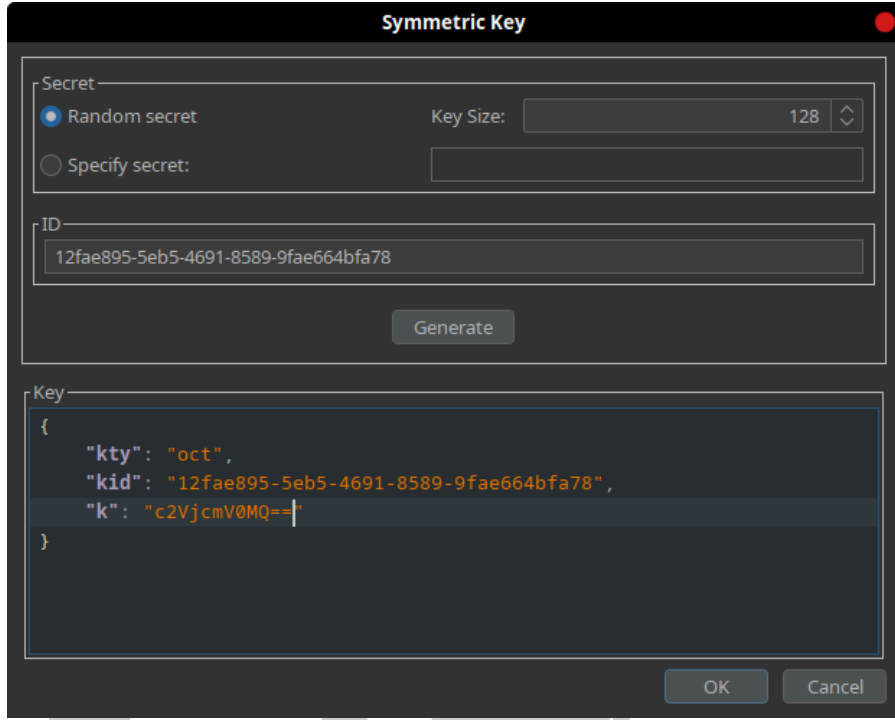 Symmetric Key
Secret
Random secret
Key Size:
128
Specify secret:
ID
12fae895-5eb5-4691-8589-9fae664bfa78
Generate
Key
{
"kty": "oct",
"kid": "12fae895-5eb5-4691-8589-9fae664bfa78",
"k": "c2VjcmV0MQ=="
}
OK
Cancel